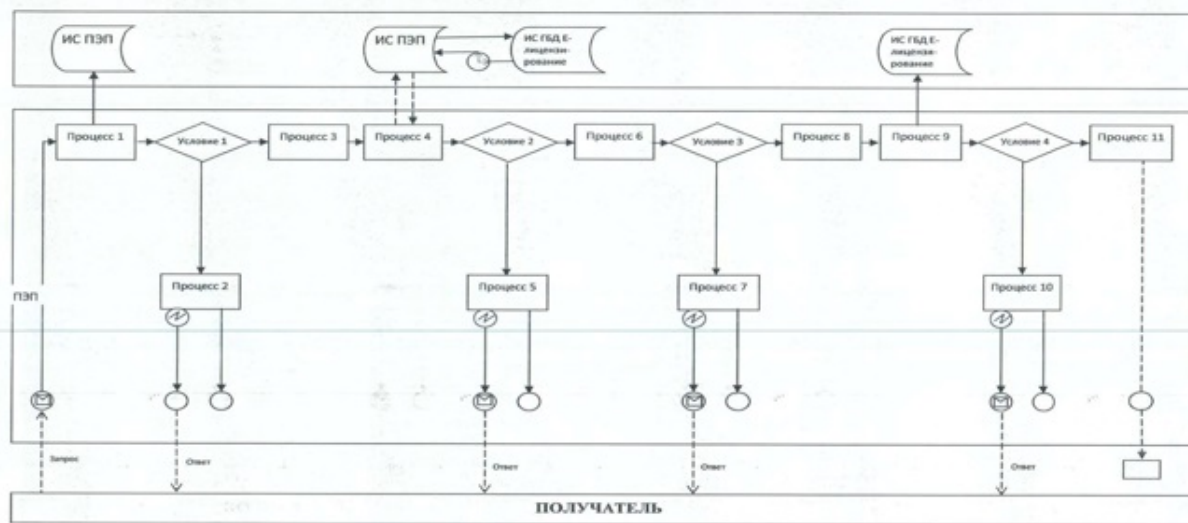 ИС ПЭП
ИС ПЭП
ИС ГБД Е-
лицензи-
рование
ИС ГБД Е-
лицензи-
рование
Процесс 1
Условие 1
Процесс 3
Процесс 4
Условие 2
Процесс 6
Условие 3
Процесс 8
Процесс 9
Условие 4
Процесс 11
Процесс 2
Процесс 5
Процесс 7
Процесс 10
ПЭП
Запрос
Ответ
Ответ
Ответ
Ответ
ПОЛУЧАТЕЛЬ